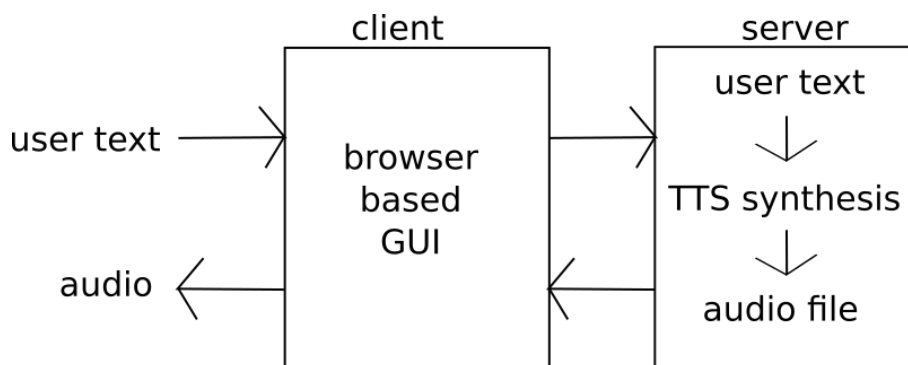 client
server
user text
user text
browser
based
GUI
TTS synthesis
audio
audio file